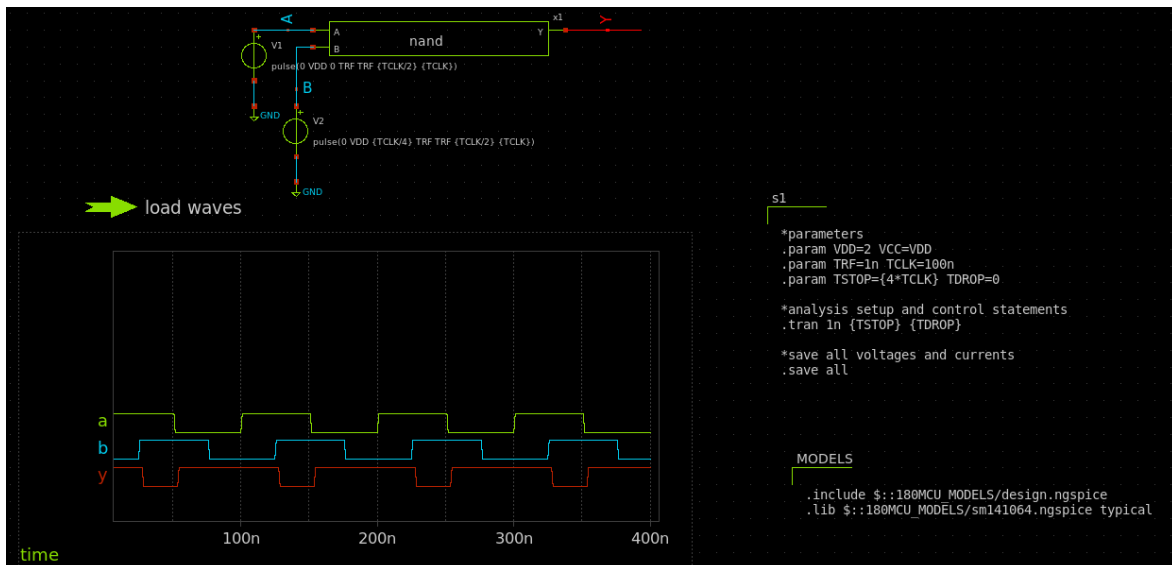 A
x1
Y
A
Y
V1
nand
B
pulse(0 VDD 0 TRF TRF {TCLK/2} {TCLK})
B
GND
V2
pulse(0 VDD {TCLK/4} TRF TRF {TCLK/2} {TCLK})
GND
load waves
s1
*parameters
.param VDD=2 VCC=VDD
.param TRF=1n TCLK=100n
.param TSTOP={4*TCLK} TDROP=0
*analysis setup and control statements
.tran 1n {TSTOP} {TDROP}
*save all voltages and currents
.save all
a
b
y
100n
200n
300n
400n
time
MODELS
.include $::180MCU_MODELS/design.ngspice
.lib $::180MCU_MODELS/sm141064.ngspice typical